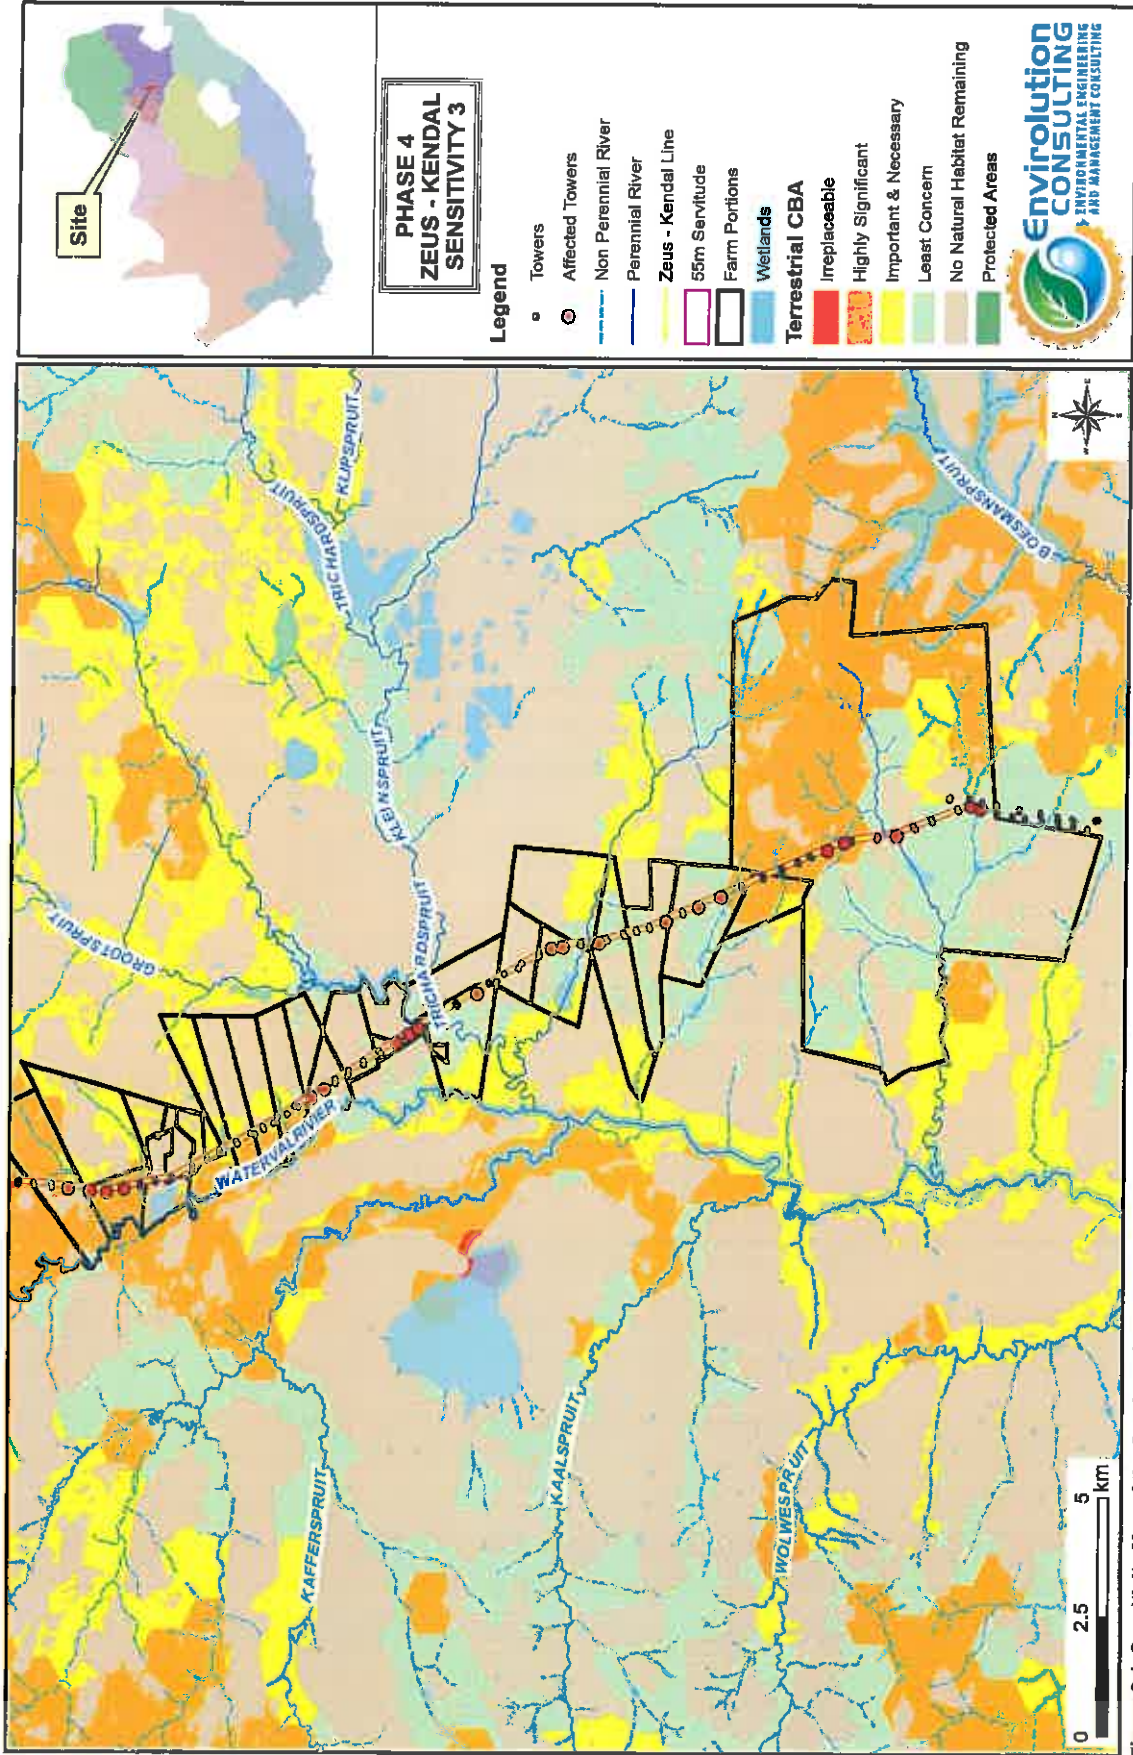 Site
PHASE 4
ZEUS - KENDAL
SENSITIVITY 3
Legend
Towers
Affected Towers
Non Perennial River
Perennial River
Zeus - Kendal Line
55m Servitude
Farm Portions
Wetlands
Terrestrial CBA
Irreplaceable
Highly Significant
Important & Necessary
Least Concern
No Natural Habitat Remaining
Protected Areas
Envirolution
CONSULTING
ENVIRONMENTAL ENGINEERING
AND MANAGEMENT CONSULTING
GROOTSPRUIT
TRICHARDSPRUIT
KLIPSPRUIT
KLEINSPRUIT
TRICHARDSPRUIT
WATERVALRIVIER
BOESMANSPRUIT
KAFFERSPRUIT
KAALSPRUIT
WOLWESPRUIT
N
E
S
W
0 2.5 5
km